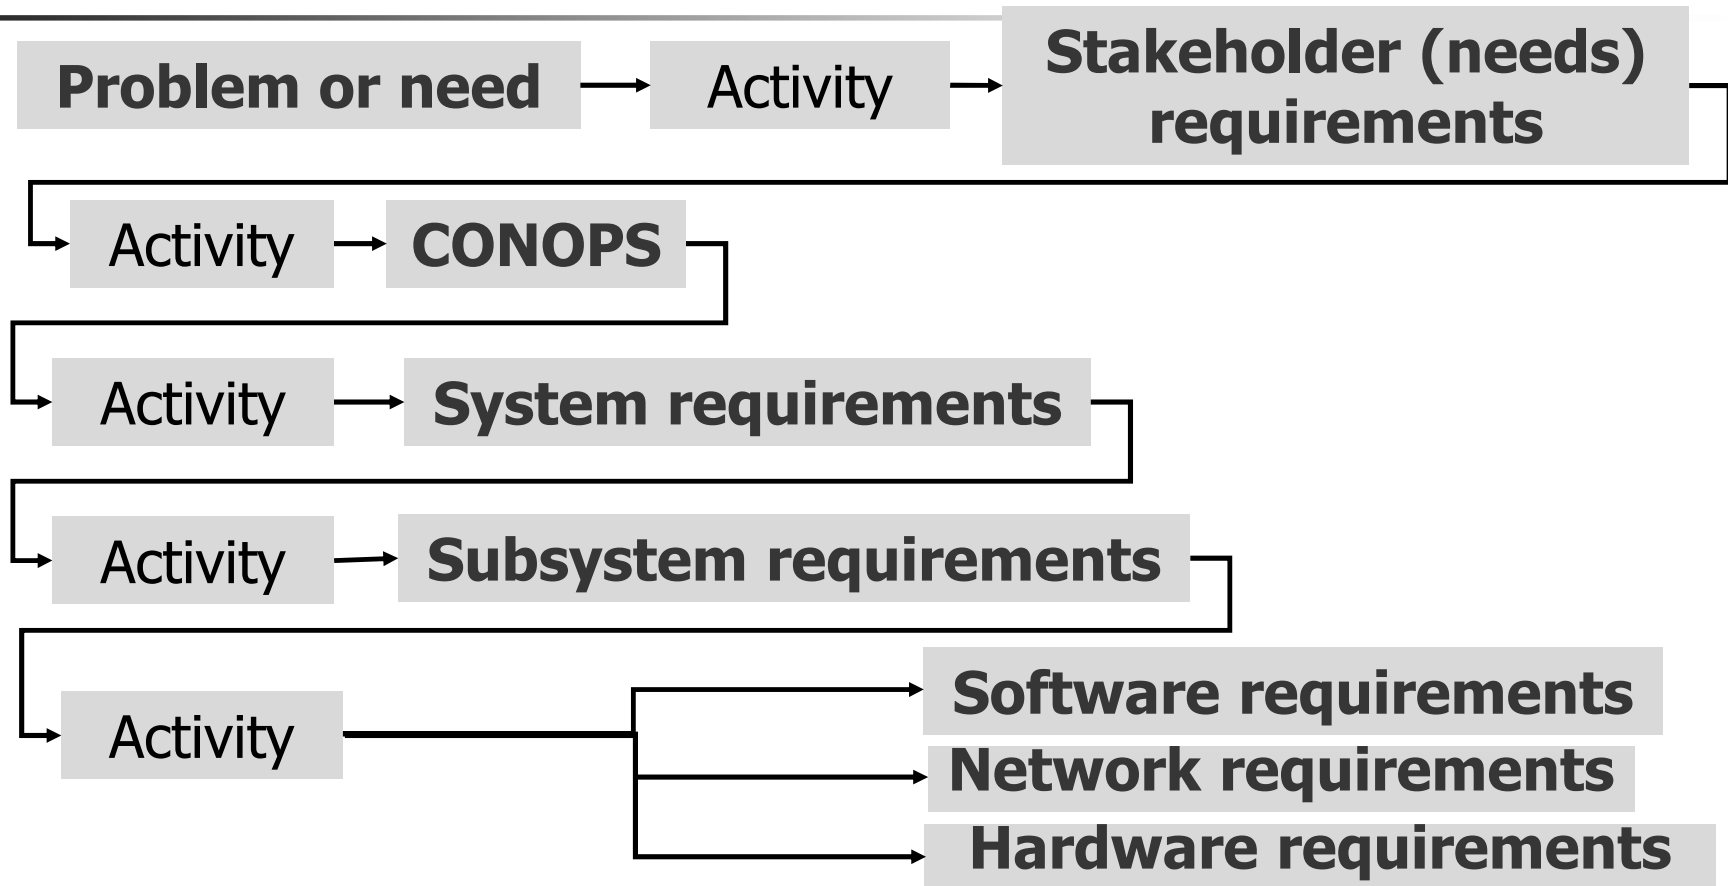 Problem or need
Activity
Stakeholder (needs)
requirements
Activity
CONOPS
Activity
System requirements
Activity
Subsystem requirements
Activity
Software requirements
Network requirements
Hardware requirements